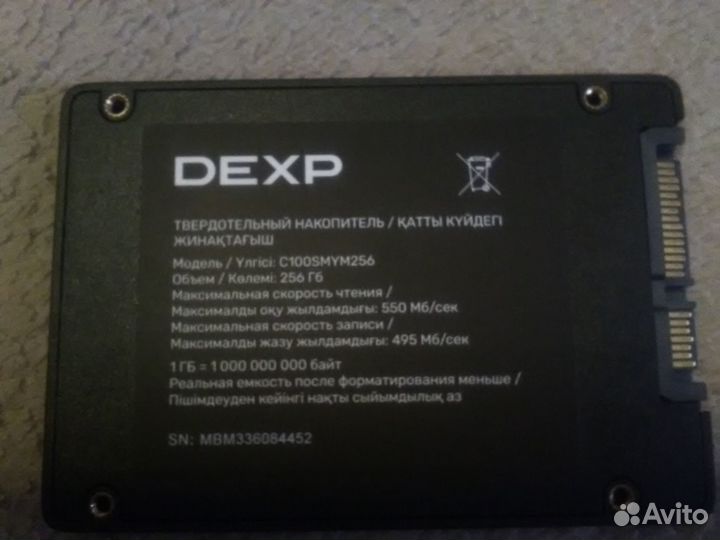 DEXP
ТВЕРДОТЕЛЬНЫЙ НАКОПИТЕЛЬ / ҚАТТЫ КҮЙДЕГІ
ЖИНАҚТАҒЫШ
Модель / Үлгісі: C100SMYM256
Объем / Көлемі: 256 Гб
Максимальная скорость чтения /
Максималды оқу жылдамдығы: 550 Мб/сек
Максимальная скорость записи /
Максималды жазу жылдамдығы: 495 Мб/сек
1 ГБ = 1 000 000 000 байт
Реальная емкость после форматирования меньше /
Пішімдеуден кейінгі нақты сыйымдылық аз
SN: MBM336084452
Avito